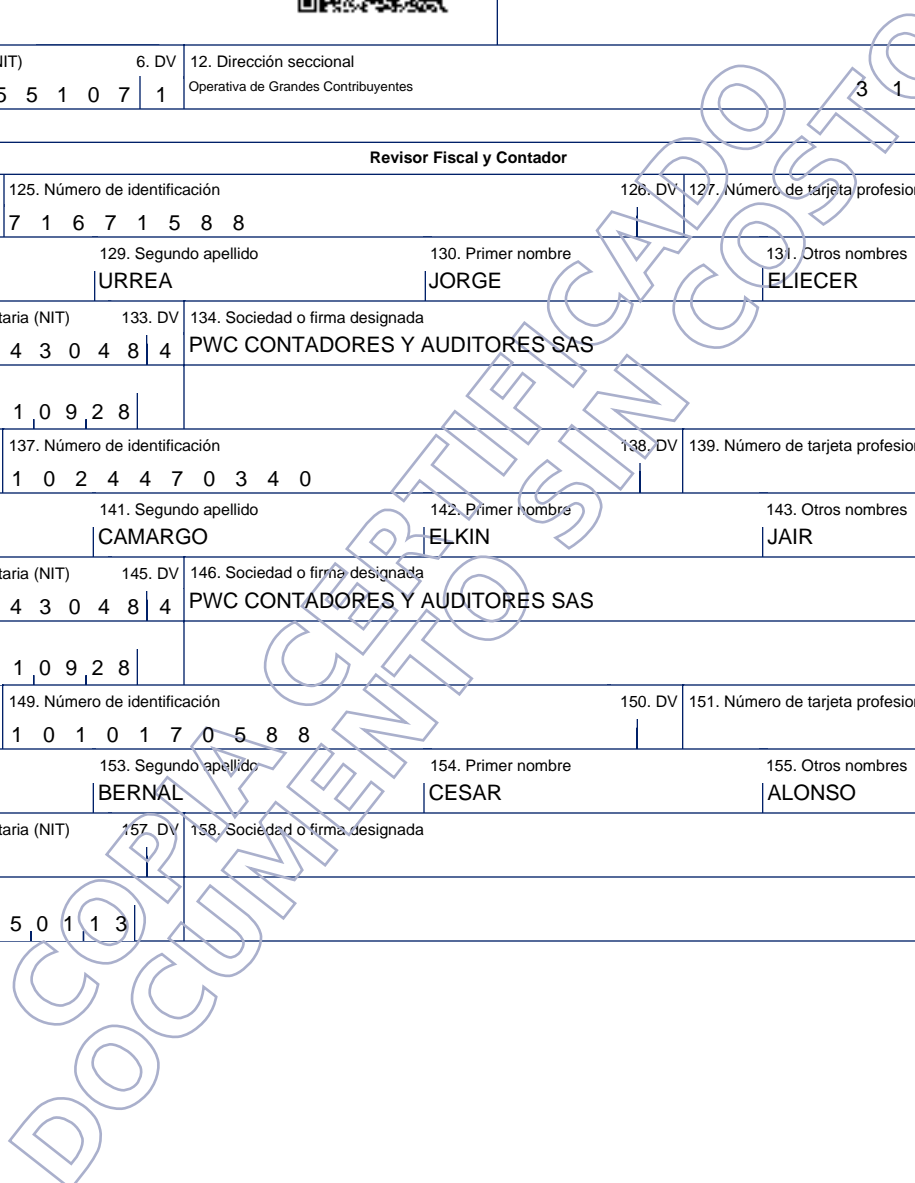 IT) 6. DV 12. Dirección seccional
5 5 1 0 7 1 Operativa de Grandes Contribuyentes 3 1
Revisor Fiscal y Contador
125. Número de identificación 126. DV 127. Número de tarjeta profesion
7 1 6 7 1 5 8 8
129. Segundo apellido 130. Primer nombre 131. Otros nombres
URREA JORGE ELIECER
taria (NIT) 133. DV 134. Sociedad o firma designada
4 3 0 4 8 4 PWC CONTADORES Y AUDITORES SAS
1 0 9 2 8
137. Número de identificación 138. DV 139. Número de tarjeta profesion
1 0 2 4 4 7 0 3 4 0
141. Segundo apellido 142. Primer nombre 143. Otros nombres
CAMARGO ELKIN JAIR
taria (NIT) 145. DV 146. Sociedad o firma designada
4 3 0 4 8 4 PWC CONTADORES Y AUDITORES SAS
1 0 9 2 8
149. Número de identificación 150. DV 151. Número de tarjeta profesion
1 0 1 0 1 7 0 5 8 8
153. Segundo apellido 154. Primer nombre 155. Otros nombres
BERNAL CESAR ALONSO
taria (NIT) 157. DV 158. Sociedad o firma designada
5 0 1 1 3
COPIA CERTIFICADO
DOCUMENTO SIN COSTO